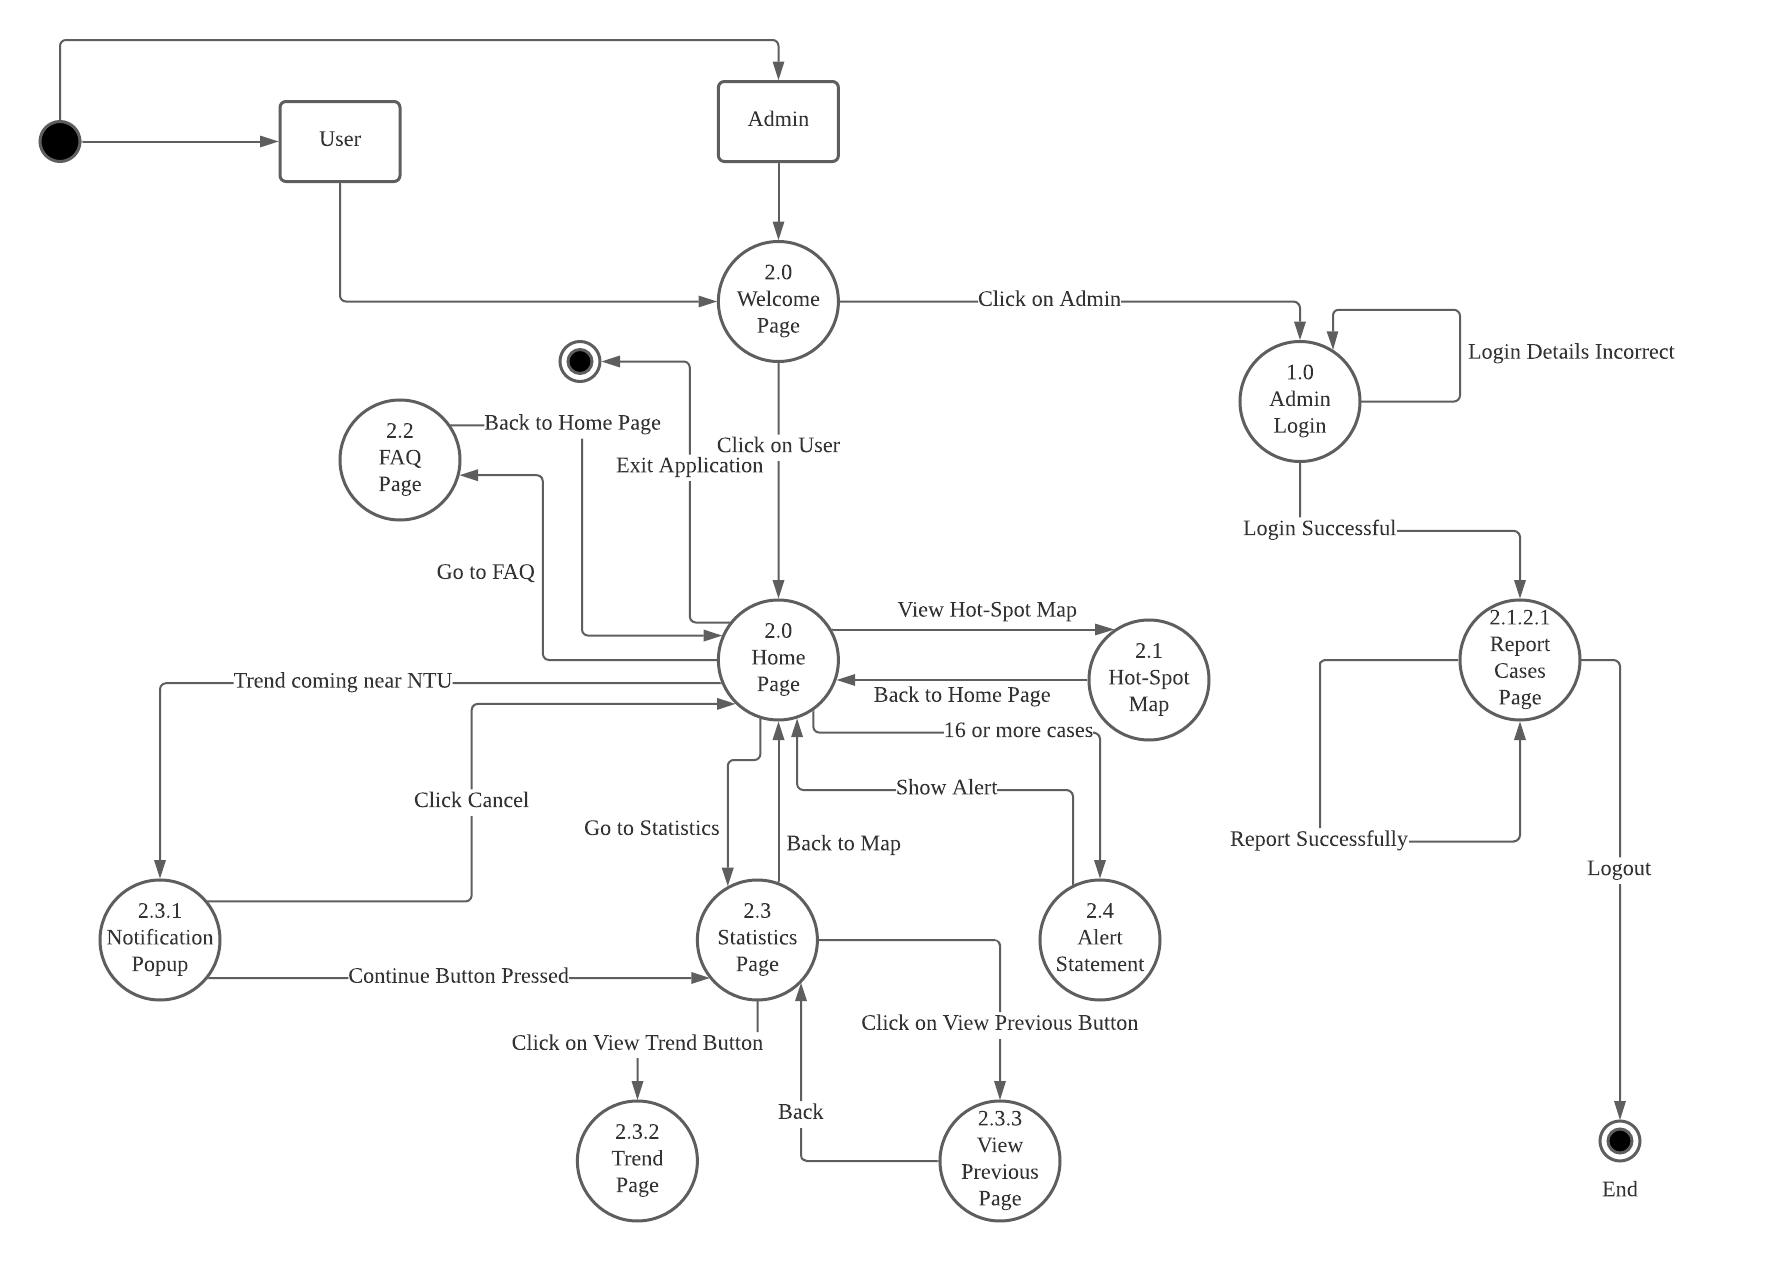 Admin
User
2.0
Welcome
Page
Click on Admin
Login Details Incorrect
1.0
Admin
Login
2.2
FAQ
Page
Back to Home Page
Click on User
Exit Application
Login Successful
Go to FAQ
View Hot-Spot Map
2.0
Home
Page
2.1
Hot-Spot
Map
2.1.2.1
Report
Cases
Page
Trend coming near NTU
Back to Home Page
16 or more cases
Show Alert
Click Cancel
Go to Statistics
Back to Map
Report Successfully
Logout
2.3.1
Notification
Popup
2.3
Statistics
Page
2.4
Alert
Statement
Continue Button Pressed
Click on View Previous Button
Click on View Trend Button
Back
2.3.2
Trend
Page
2.3.3
View
Previous
Page
End